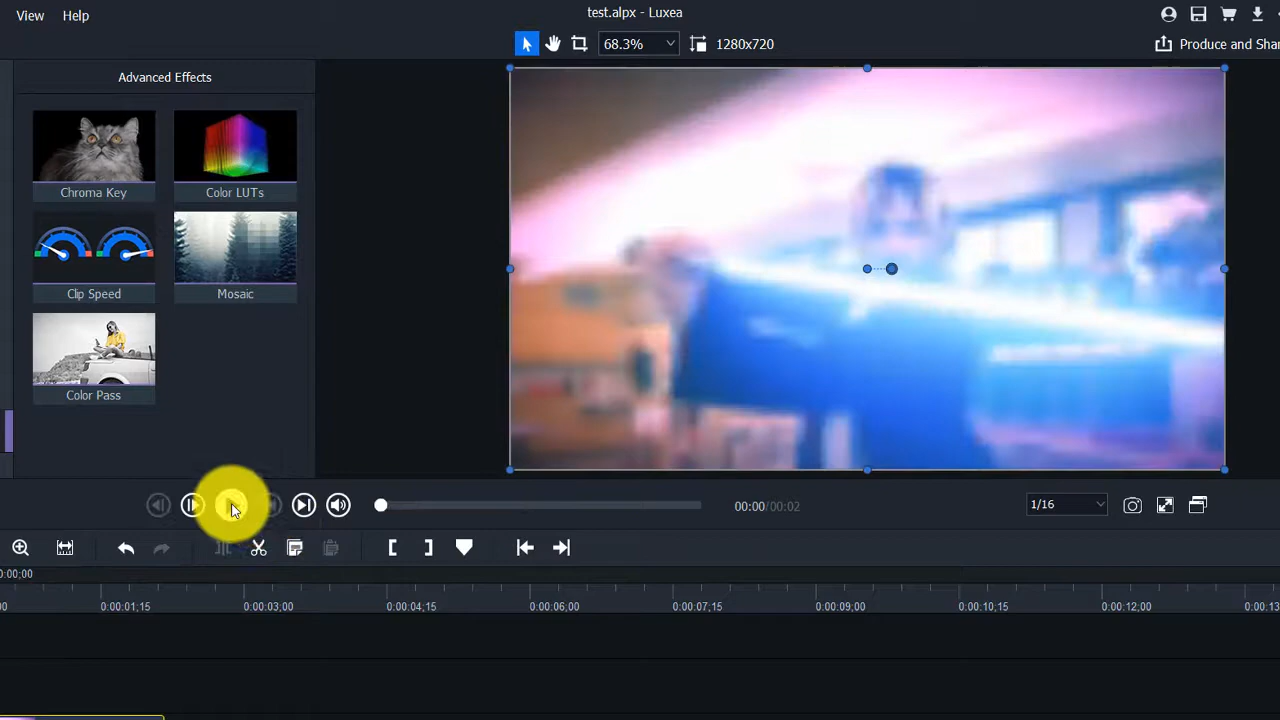 View Help
test.alpx - Luxea
68.3%
1280x720
Produce and Shar
Advanced Effects
Chroma Key
Color LUTs
Clip Speed
Mosaic
Color Pass
00:00/00:02
1/16
0:00:00
0:00:01;15
0:00:03;00
0:00:04;15
0:00:06;00
0:00:07;15
0:00:09;00
0:00:10;15
0:00:12;00
0:00:13